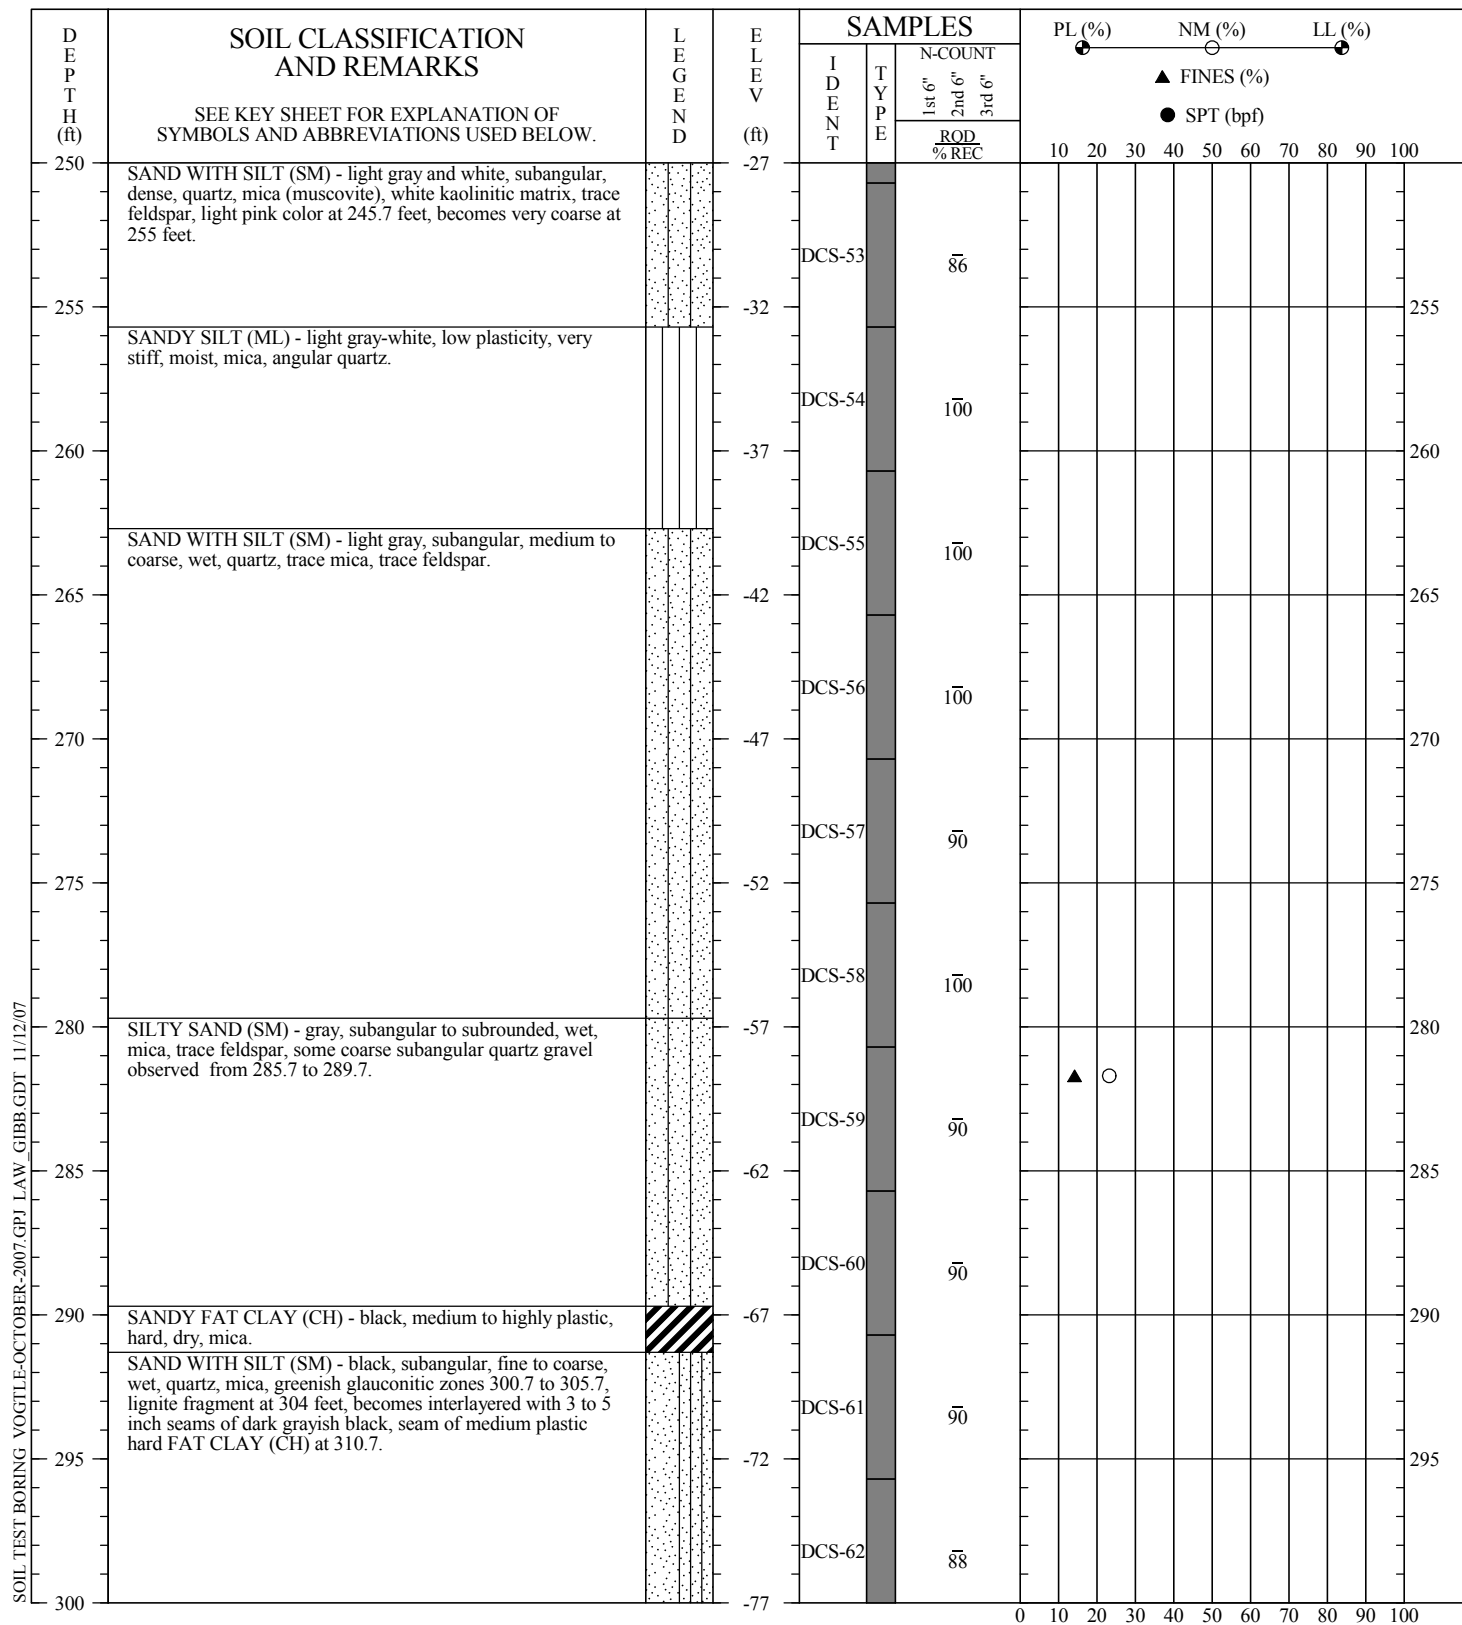 DEPTH
(ft)
SOIL CLASSIFICATION
AND REMARKS
SEE KEY SHEET FOR EXPLANATION OF
SYMBOLS AND ABBREVIATIONS USED BELOW.
LEGEND
ELEV
(ft)
SAMPLES
IDENT
TYPE
N-COUNT
1st 6"
2nd 6"
3rd 6"
RQD
% REC
PL (%) NM (%) LL (%)
FINES (%)
SPT (bpf)
10 20 30 40 50 60 70 80 90 100
250 -27
SAND WITH SILT (SM) - light gray and white, subangular,
dense, quartz, mica (muscovite), white kaolinitic matrix, trace
feldspar, light pink color at 245.7 feet, becomes very coarse at
255 feet.
DCS-53 86
255 -32 255
SANDY SILT (ML) - light gray-white, low plasticity, very
stiff, moist, mica, angular quartz.
DCS-54 100
260 -37 260
SAND WITH SILT (SM) - light gray, subangular, medium to
coarse, wet, quartz, trace mica, trace feldspar.
DCS-55 100
265 -42 265
DCS-56 100
270 -47 270
DCS-57 90
275 -52 275
DCS-58 100
280 -57 280
SILTY SAND (SM) - gray, subangular to subrounded, wet,
mica, trace feldspar, some coarse subangular quartz gravel
observed from 285.7 to 289.7.
DCS-59 90
285 -62 285
DCS-60 90
290 -67 290
SANDY FAT CLAY (CH) - black, medium to highly plastic,
hard, dry, mica.
SAND WITH SILT (SM) - black, subangular, fine to coarse,
wet, quartz, mica, greenish glauconitic zones 300.7 to 305.7,
lignite fragment at 304 feet, becomes interlayered with 3 to 5
inch seams of dark grayish black, seam of medium plastic
hard FAT CLAY (CH) at 310.7.
DCS-61 90
295 -72 295
DCS-62 88
300 -77
0 10 20 30 40 50 60 70 80 90 100
SOIL TEST BORING VOGTLE-OCTOBER-2007.GPJ LAW_GIBB.GDT 11/12/07